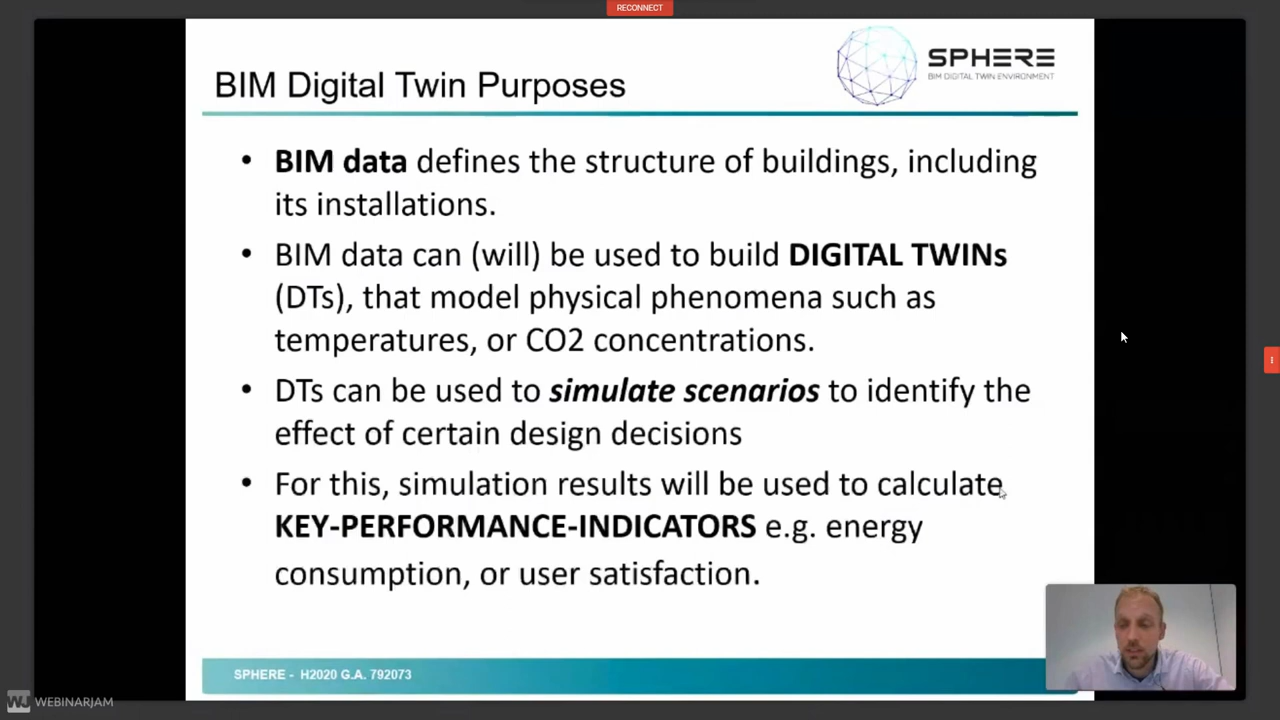 RECONNECT
SPHERE
BIM DIGITAL TWIN ENVIRONMENT
BIM Digital Twin Purposes
• BIM data defines the structure of buildings, including
its installations.
• BIM data can (will) be used to build DIGITAL TWINs
(DTs), that model physical phenomena such as
temperatures, or CO2 concentrations.
• DTs can be used to simulate scenarios to identify the
effect of certain design decisions
• For this, simulation results will be used to calculate
KEY-PERFORMANCE-INDICATORS e.g. energy
consumption, or user satisfaction.
SPHERE - H2020 G.A. 792073
WJ WEBINARJAM